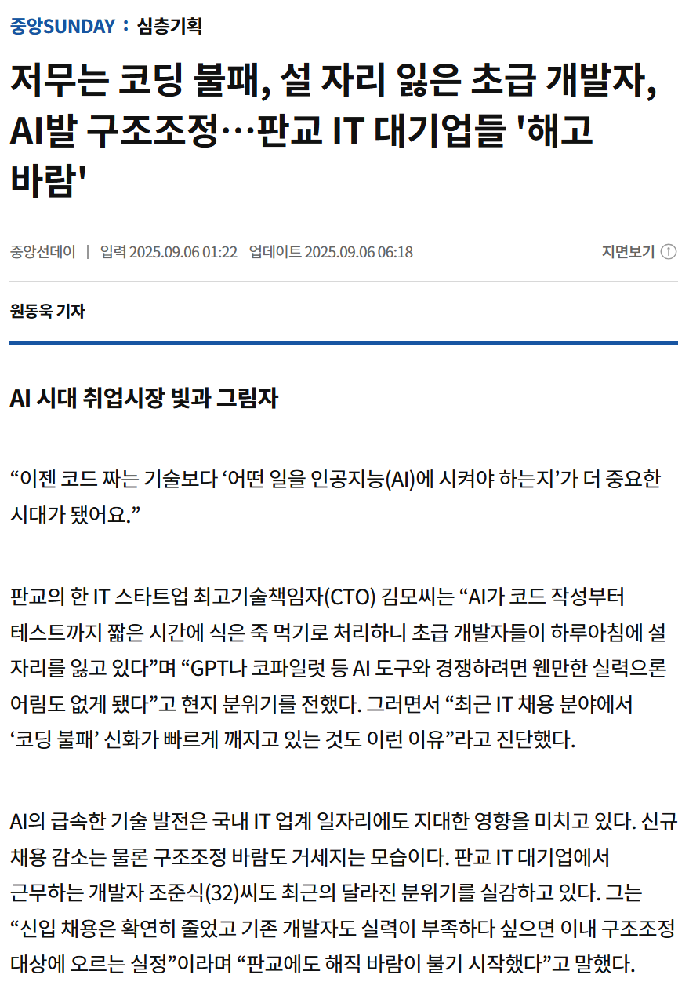 중앙SUNDAY : 심층기획
저무는 코딩 불패, 설 자리 잃은 초급 개발자,
AI발 구조조정…판교 IT 대기업들 '해고
바람'
중앙선데이 | 입력 2025.09.06 01:22 업데이트 2025.09.06 06:18 지면보기
원동욱 기자
AI 시대 취업시장 빛과 그림자
“이젠 코드 짜는 기술보다 ‘어떤 일을 인공지능(AI)에 시켜야 하는지’가 더 중요한
시대가 됐어요.”
판교의 한 IT 스타트업 최고기술책임자(CTO) 김모씨는 “AI가 코드 작성부터
테스트까지 짧은 시간에 식은 죽 먹기로 처리하니 초급 개발자들이 하루아침에 설
자리를 잃고 있다”며 “GPT나 코파일럿 등 AI 도구와 경쟁하려면 웬만한 실력으론
어림도 없게 됐다”고 현지 분위기를 전했다. 그러면서 “최근 IT 채용 분야에서
‘코딩 불패’ 신화가 빠르게 깨지고 있는 것도 이런 이유”라고 진단했다.
AI의 급속한 기술 발전은 국내 IT 업계 일자리에도 지대한 영향을 미치고 있다. 신규
채용 감소는 물론 구조조정 바람도 거세지는 모습이다. 판교 IT 대기업에서
근무하는 개발자 조준식(32)씨도 최근의 달라진 분위기를 실감하고 있다. 그는
“신입 채용은 확연히 줄었고 기존 개발자도 실력이 부족하다 싶으면 이내 구조조정
대상에 오르는 실정”이라며 “판교에도 해직 바람이 불기 시작했다”고 말했다.